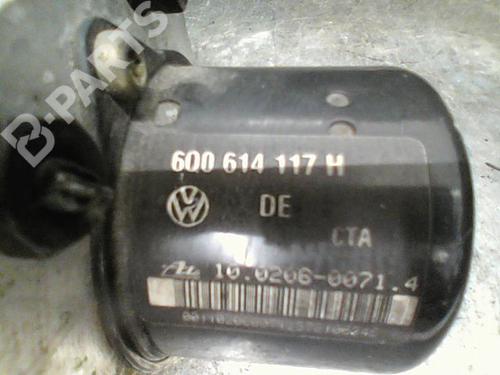 B-PARTS
6Q0 614 117 H
DE
CTA
10.0206-0071.4